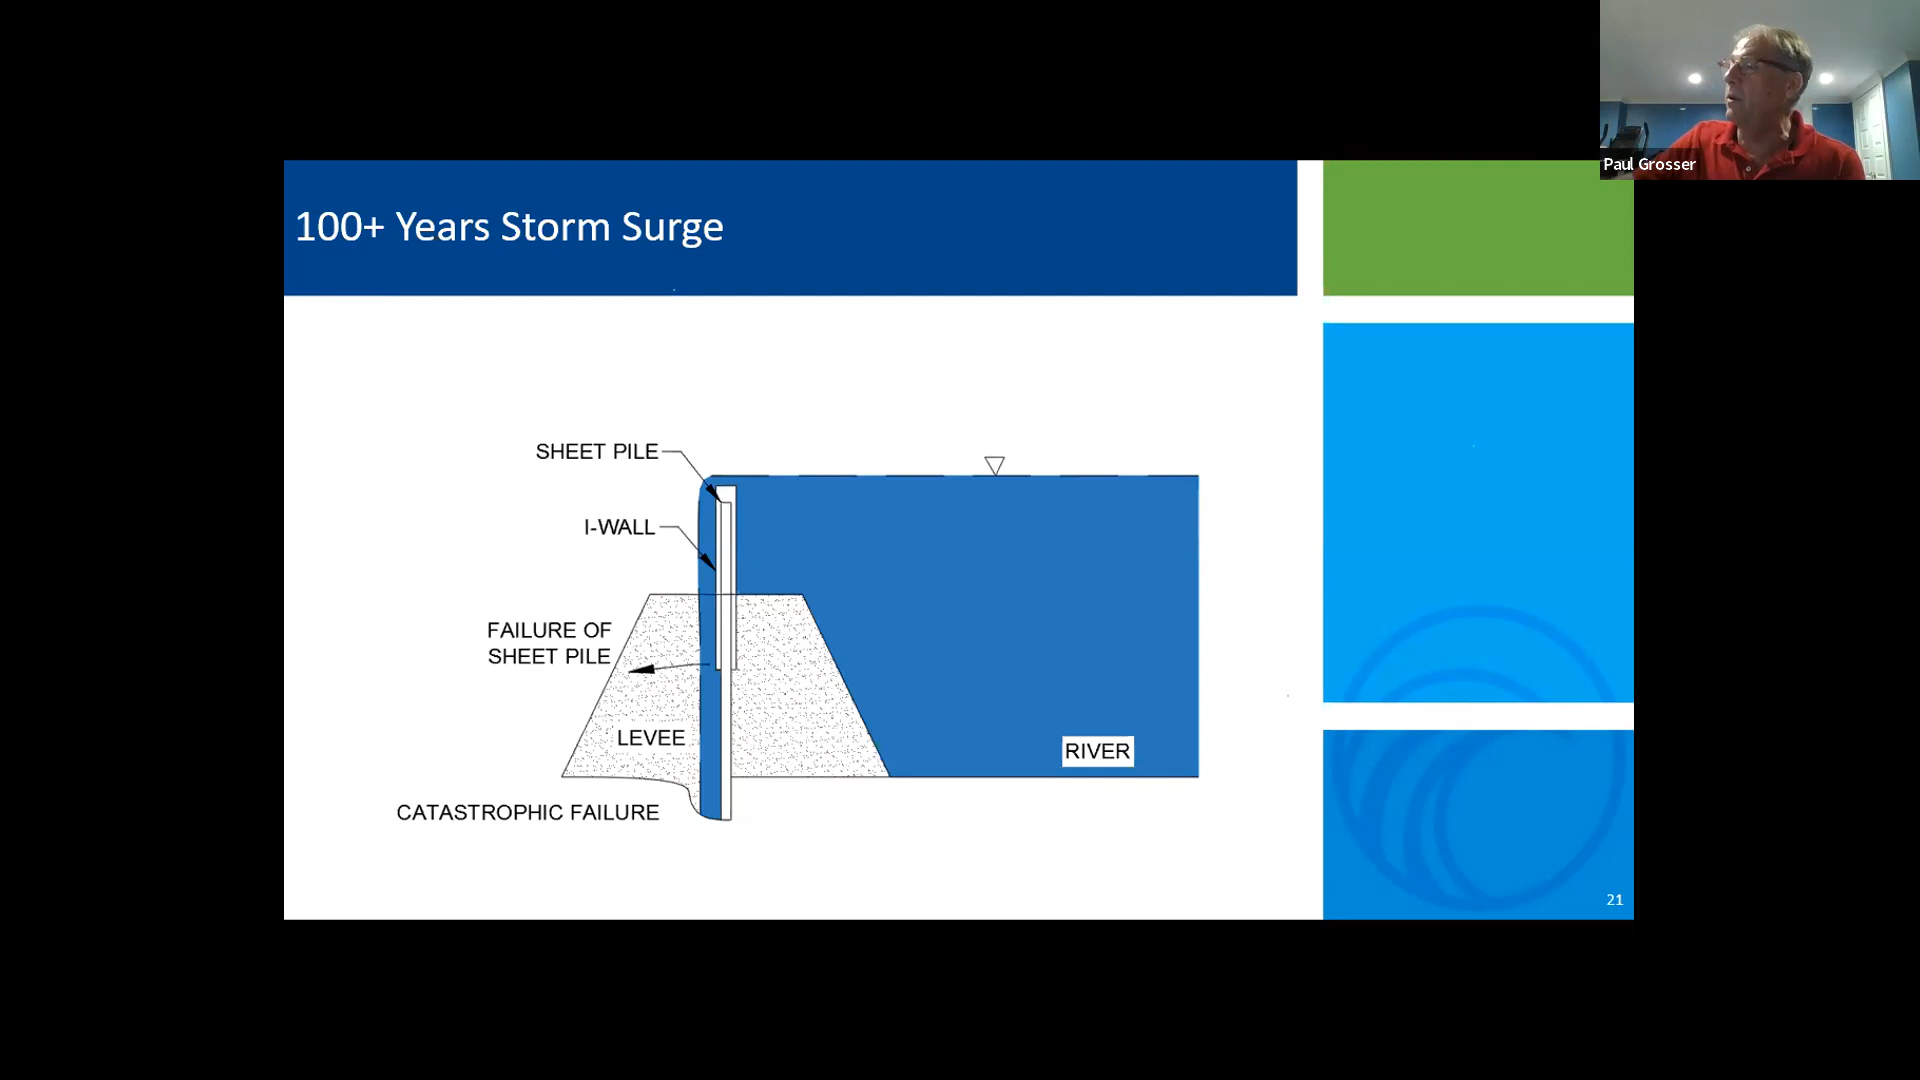 Paul Grosser
100+ Years Storm Surge
SHEET PILE
I-WALL
FAILURE OF
SHEET PILE
LEVEE
RIVER
CATASTROPHIC FAILURE
21